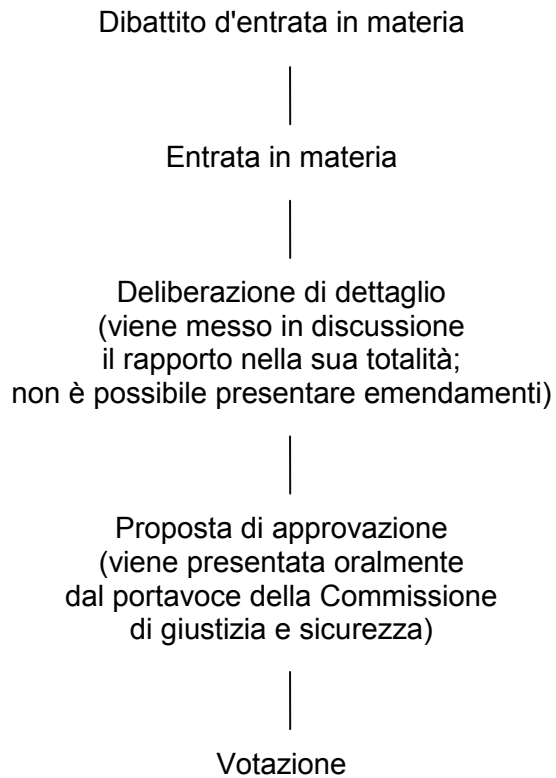 Dibattito d'entrata in materia
Entrata in materia
Deliberazione di dettaglio
(viene messo in discussione
il rapporto nella sua totalità;
non è possibile presentare emendamenti)
Proposta di approvazione
(viene presentata oralmente
dal portavoce della Commissione
di giustizia e sicurezza)
Votazione